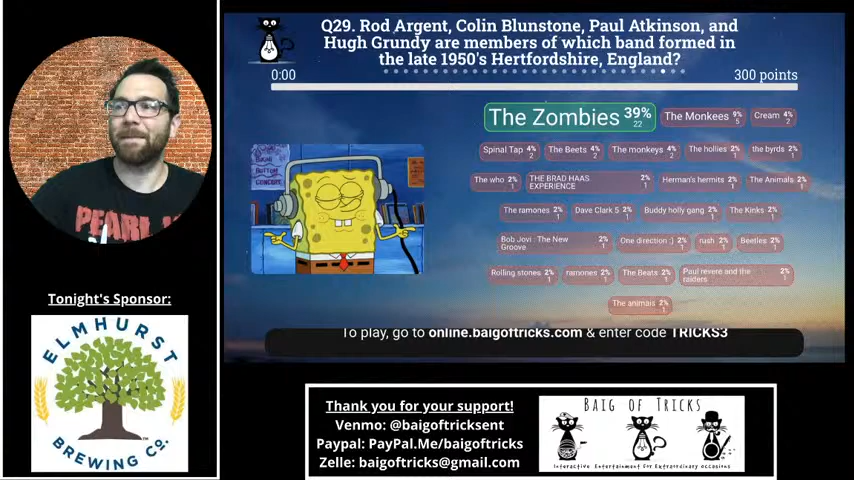 Q29. Rod Argent, Colin Blunstone, Paul Atkinson, and
Hugh Grundy are members of which band formed in
the late 1950's Hertfordshire, England?
0:00
300 points
The Zombies 39% 22
The Monkees 9% 5
Cream 4% 2
Spinal Tap 4% 2
The Beets 4% 2
The monkeys 4% 2
The hollies 2% 1
the byrds 2% 1
The who 2% 1
THE BRAD HAAS EXPERIENCE 2% 1
Herman's hermits 2% 1
The Animals 2% 1
The ramones 2% 1
Dave Clark 5 2% 1
Buddy holly gang 2% 1
The Kinks 2% 1
Bob Jovi : The New Groove 2% 1
One direction :) 2% 1
rush 2% 1
Beetles 2% 1
Rolling stones 2% 1
ramones 2% 1
The Beats 2% 1
Paul revere and the raiders 2% 1
The animals 2% 1
To play, go to online.baigoftricks.com & enter code TRICKS3
BIKINI
BOTTOM
PEARL
Tonight's Sponsor:
ELMHURST
BREWING Co.
Thank you for your support!
Venmo: @baigoftricksent
Paypal: PayPal.Me/baigoftricks
Zelle: baigoftricks@gmail.com
BAIG OF TRICKS
Interactive Entertainment for Extraordinary Occasions